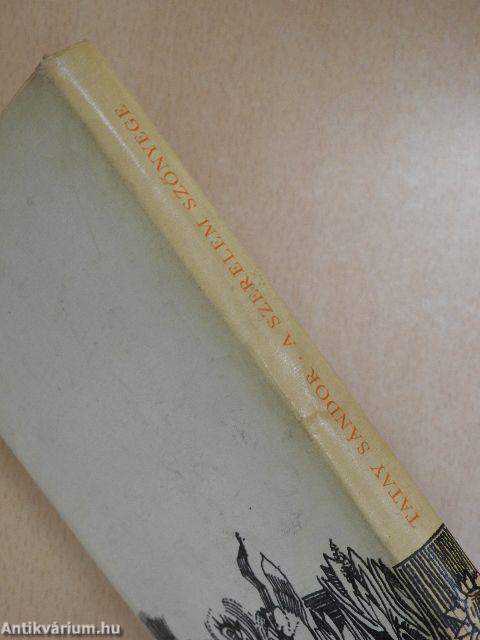 TATAY SÁNDOR . A SZERELEM SZŐNYEGE
Antikvárium.hu